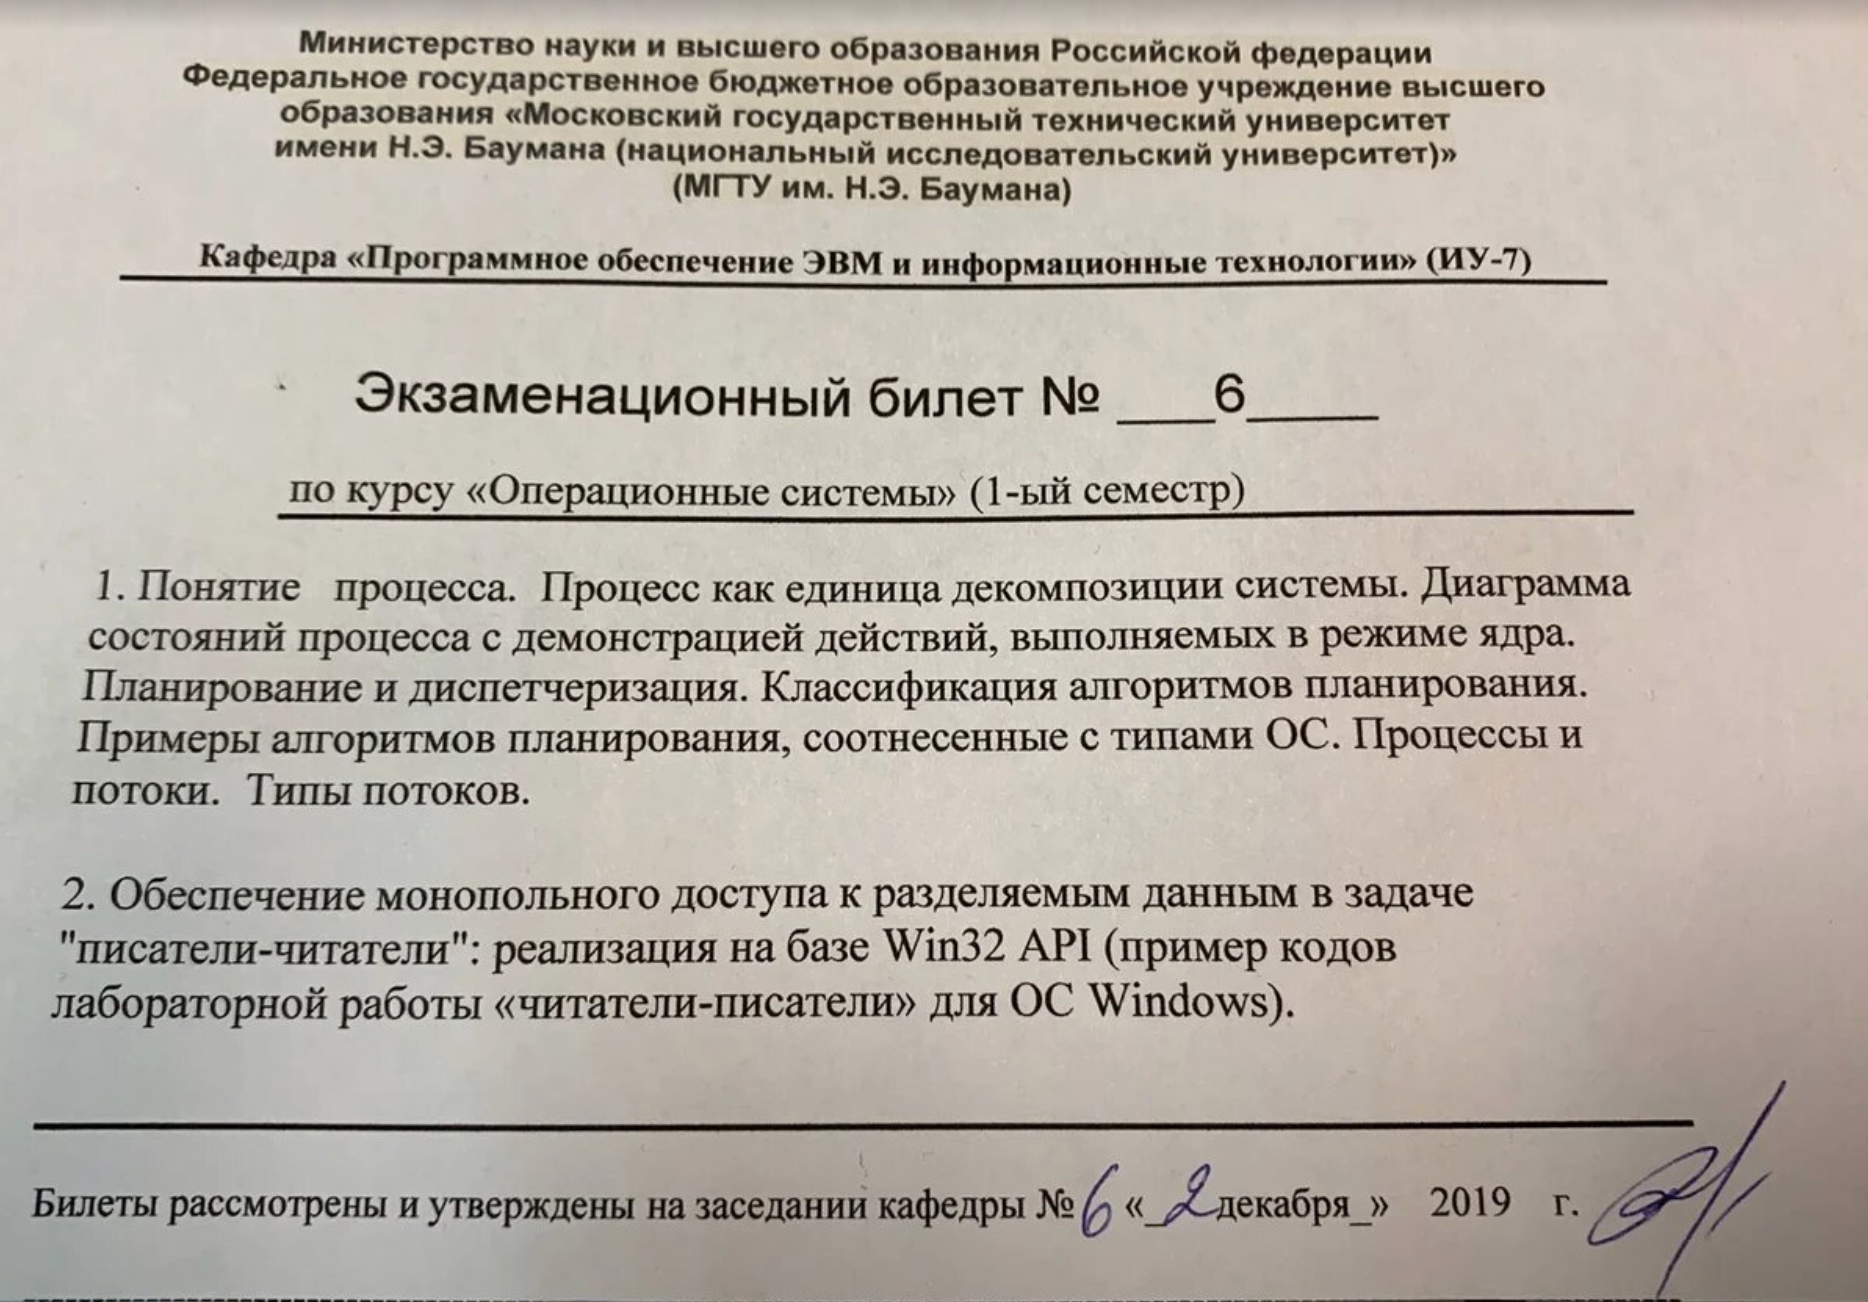 Министерство науки и высшего образования Российской федерации
Федеральное государственное бюджетное образовательное учреждение высшего
образования «Московский государственный технический университет
имени Н.Э. Баумана (национальный исследовательский университет)»
(МГТУ им. Н.Э. Баумана)
Кафедра «Программное обеспечение ЭВМ и информационные технологии» (ИУ-7)
Экзаменационный билет № ___6____
по курсу «Операционные системы» (1-ый семестр)
1. Понятие процесса. Процесс как единица декомпозиции системы. Диаграмма
состояний процесса с демонстрацией действий, выполняемых в режиме ядра.
Планирование и диспетчеризация. Классификация алгоритмов планирования.
Примеры алгоритмов планирования, соотнесенные с типами ОС. Процессы и
потоки. Типы потоков.
2. Обеспечение монопольного доступа к разделяемым данным в задаче
"писатели-читатели": реализация на базе Win32 API (пример кодов
лабораторной работы «читатели-писатели» для ОС Windows).
Билеты рассмотрены и утверждены на заседании кафедры № 6 «_2 декабря_» 2019 г.